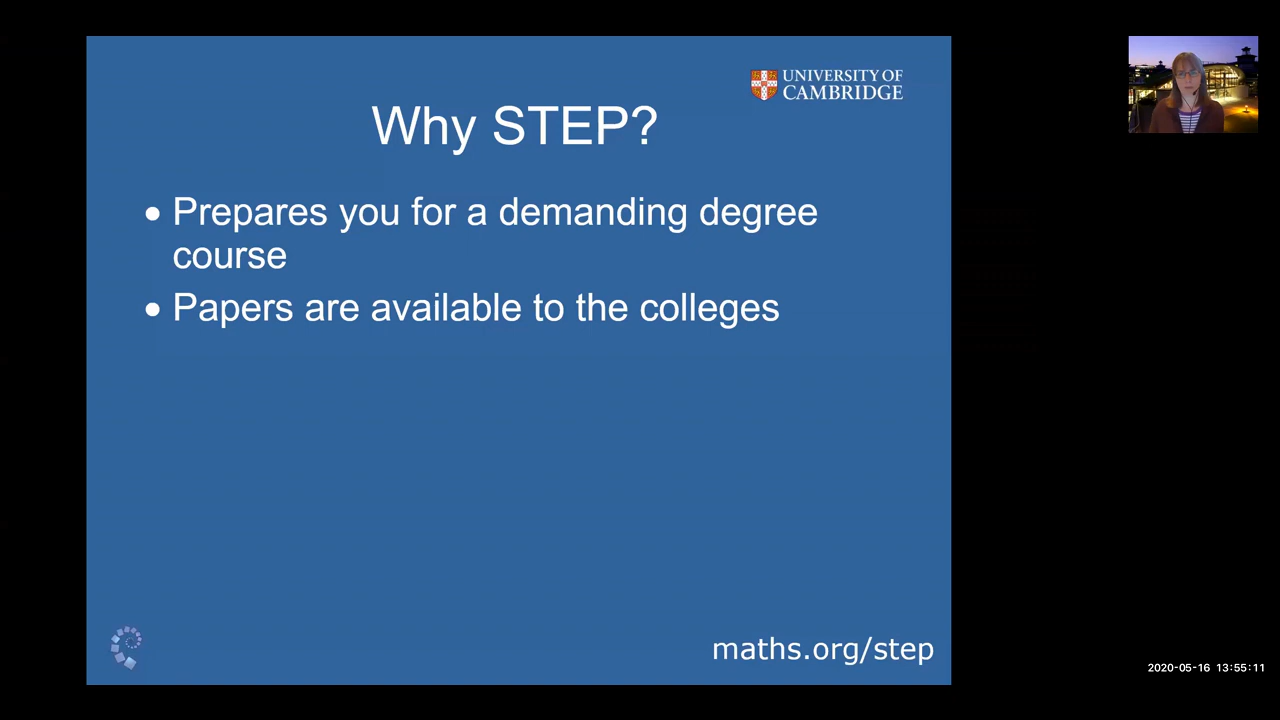 UNIVERSITY OF
CAMBRIDGE
Why STEP?
• Prepares you for a demanding degree
course
• Papers are available to the colleges
maths.org/step
2020-05-16 13:55:11